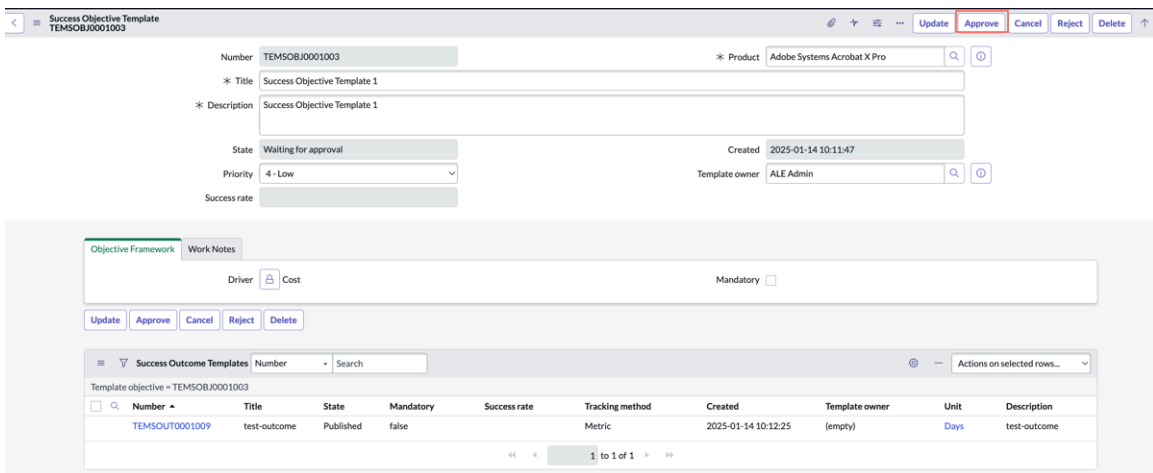 Success Objective Template
TEMSOBJ0001003
Update Approve Cancel Reject Delete
Number TEMSOBJ0001003
* Product Adobe Systems Acrobat X Pro
* Title Success Objective Template 1
* Description Success Objective Template 1
State Waiting for approval
Created 2025-01-14 10:11:47
Priority 4 - Low
Template owner ALE Admin
Success rate
Objective Framework Work Notes
Driver Cost
Mandatory
Update Approve Cancel Reject Delete
Success Outcome Templates Number Search Actions on selected rows...
Template objective = TEMSOBJ0001003
Number Title State Mandatory Success rate Tracking method Created Template owner Unit Description
TEMSOUT0001009 test-outcome Published false Metric 2025-01-14 10:12:25 (empty) Days test-outcome
1 to 1 of 1